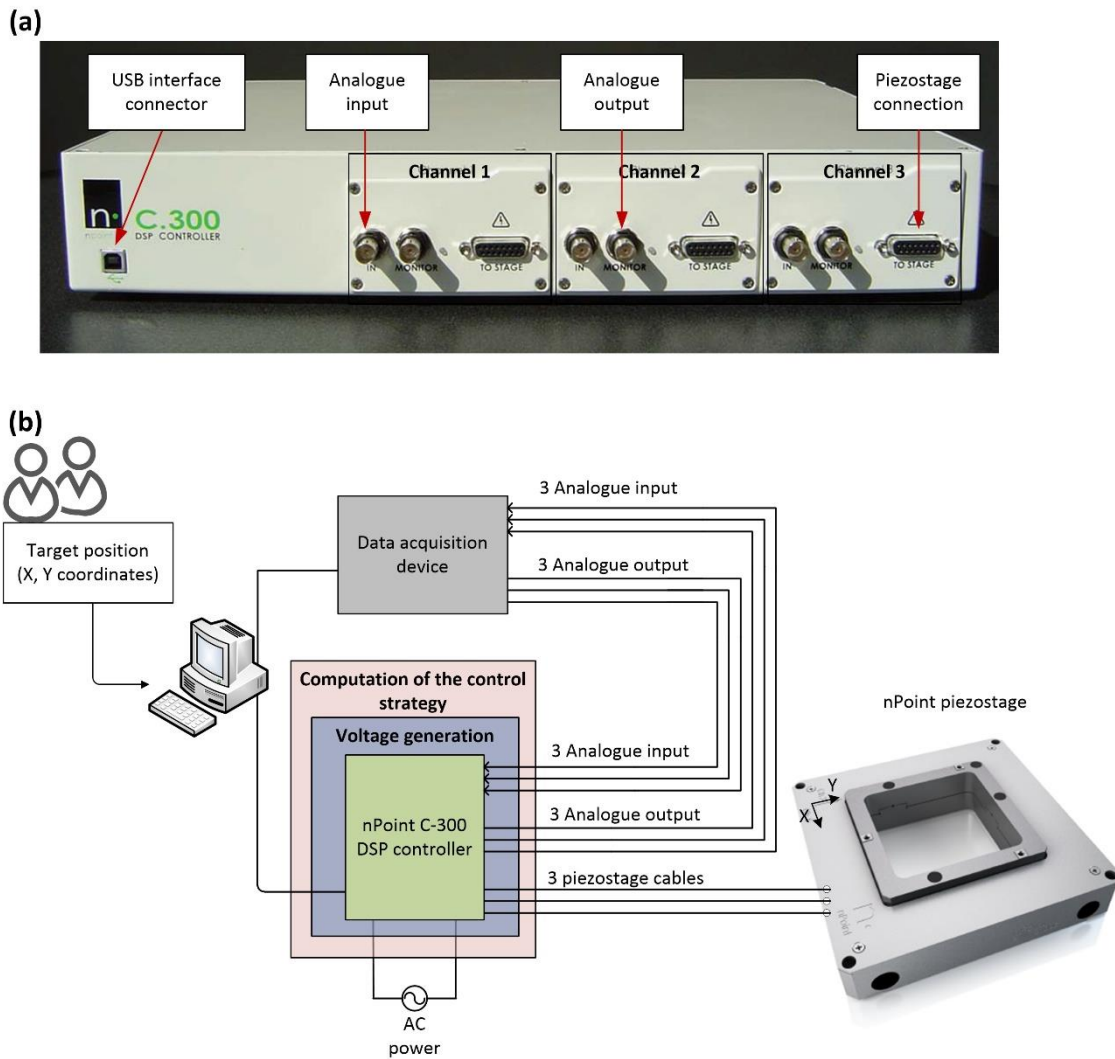 (a)
USB interface
connector
Analogue
input
Analogue
output
Piezostage
connection
Channel 1
Channel 2
Channel 3
n.
C.300
DSP CONTROLLER
IN
MONITOR
TO STAGE
IN
MONITOR
TO STAGE
IN
MONITOR
TO STAGE
(b)
Target position
(X, Y coordinates)
Data acquisition
device
3 Analogue input
3 Analogue output
Computation of the control
strategy
Voltage generation
nPoint C-300
DSP controller
3 Analogue input
3 Analogue output
3 piezostage cables
AC
power
nPoint piezostage
Y
X
n.
nPoint